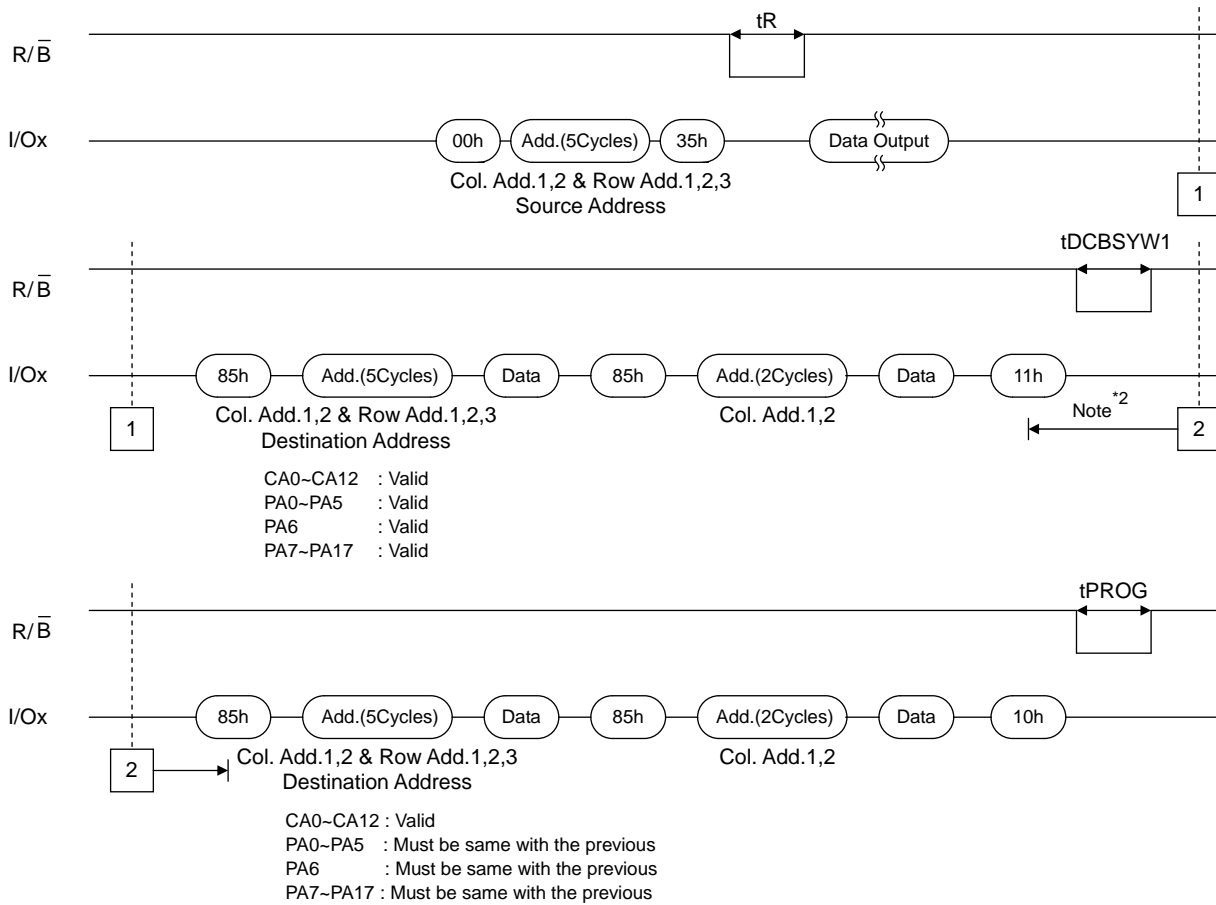 tR
R/B̅
I/Ox
00h Add.(5Cycles) 35h Data Output
Col. Add.1,2 & Row Add.1,2,3
Source Address
1
tDCBSYW1
R/B̅
I/Ox
85h Add.(5Cycles) Data 85h Add.(2Cycles) Data 11h
Col. Add.1,2 & Row Add.1,2,3
Destination Address
Col. Add.1,2
Note*2
1
2
CA0~CA12 : Valid
PA0~PA5 : Valid
PA6 : Valid
PA7~PA17 : Valid
tPROG
R/B̅
I/Ox
85h Add.(5Cycles) Data 85h Add.(2Cycles) Data 10h
2
Col. Add.1,2 & Row Add.1,2,3
Destination Address
Col. Add.1,2
CA0~CA12 : Valid
PA0~PA5 : Must be same with the previous
PA6 : Must be same with the previous
PA7~PA17 : Must be same with the previous